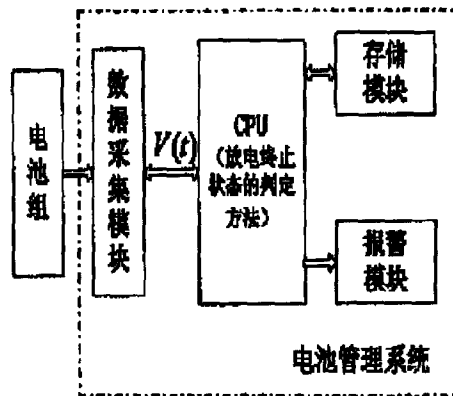 电池组
数据采集模块
V(t)
CPU
(放电终止
状态的判定
方法)
存储
模块
报警
模块
电池管理系统